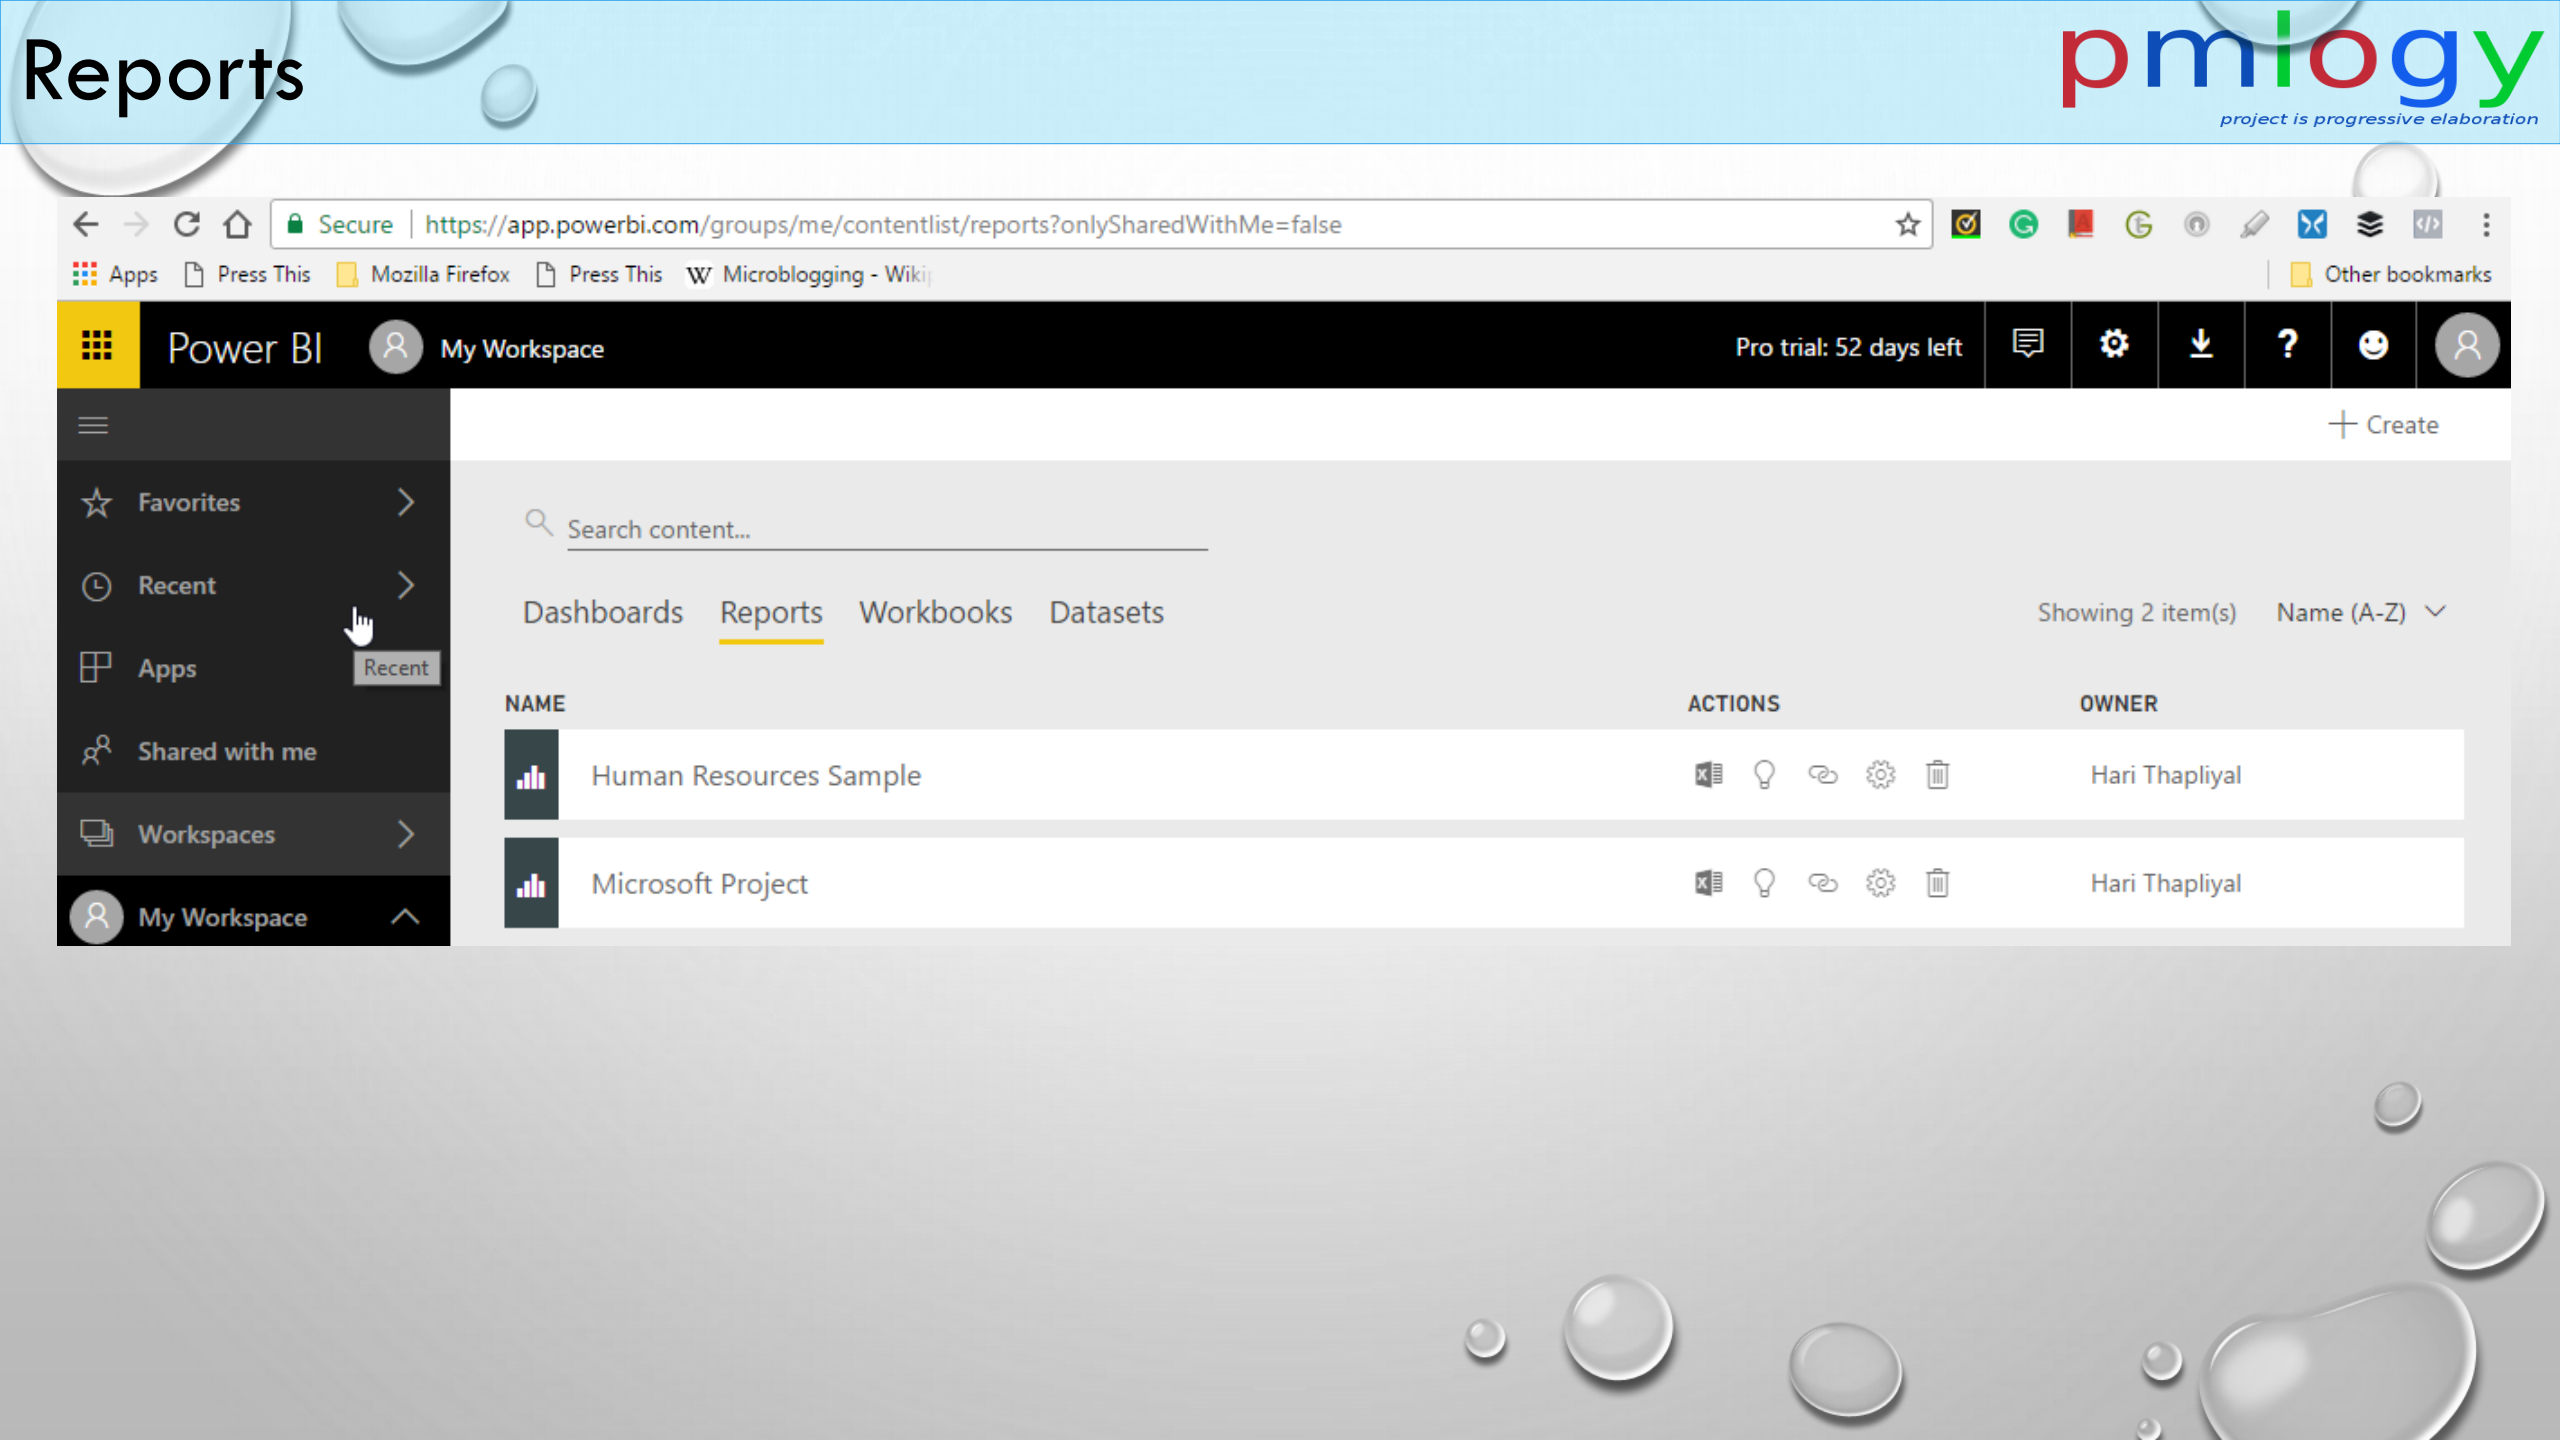 Reports
pmlogy
project is progressive elaboration
Secure | https://app.powerbi.com/groups/me/contentlist/reports?onlySharedWithMe=false
Apps Press This Mozilla Firefox Press This Microblogging - Wiki Other bookmarks
Power BI My Workspace Pro trial: 52 days left
Create
Favorites
Search content...
Recent
Dashboards Reports Workbooks Datasets Showing 2 item(s) Name (A-Z)
Apps Recent
NAME ACTIONS OWNER
Shared with me
Human Resources Sample Hari Thapliyal
Workspaces
Microsoft Project Hari Thapliyal
My Workspace